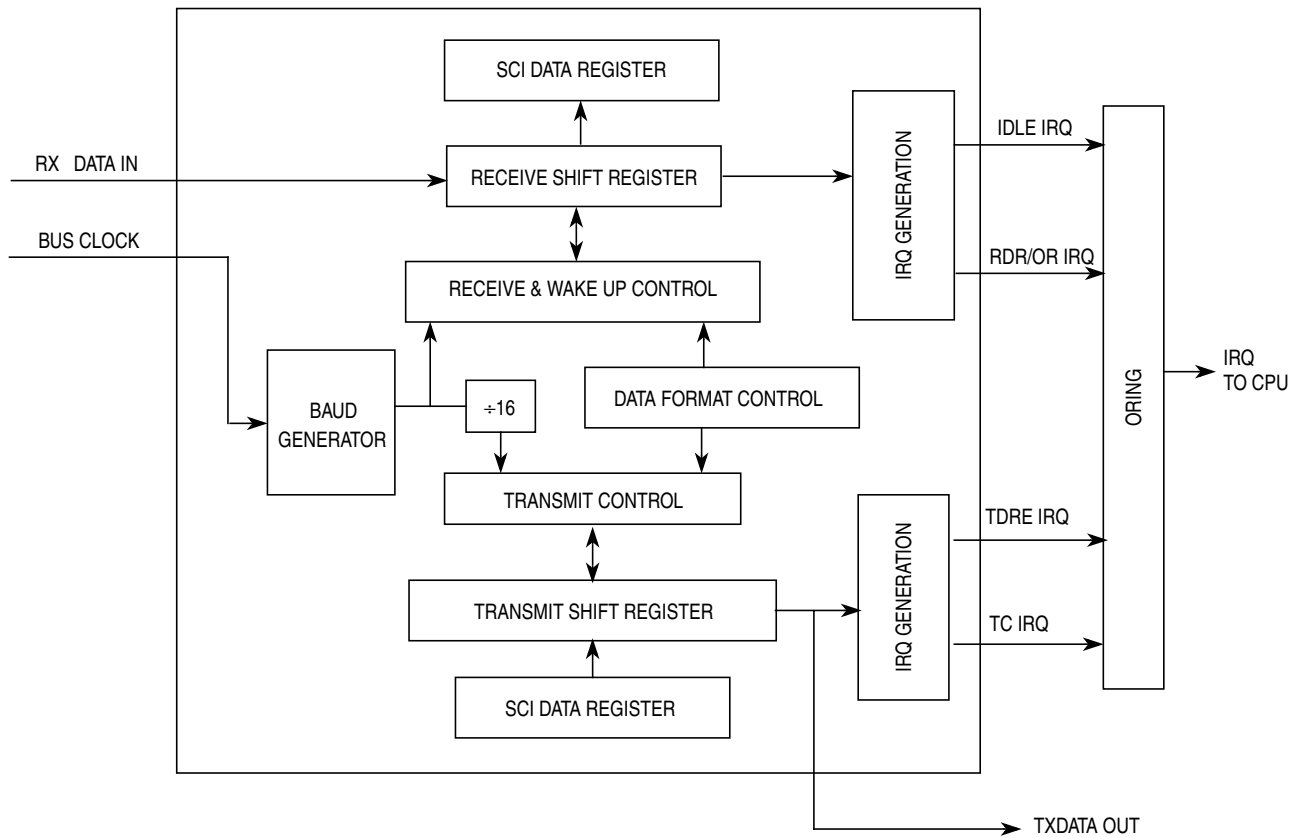 SCI DATA REGISTER
IDLE IRQ
RX DATA IN
RECEIVE SHIFT REGISTER
IRQ GENERATION
BUS CLOCK
RDR/OR IRQ
RECEIVE & WAKE UP CONTROL
IRQ
TO CPU
BAUD
GENERATOR
÷16
DATA FORMAT CONTROL
ORING
TRANSMIT CONTROL
TDRE IRQ
IRQ GENERATION
TRANSMIT SHIFT REGISTER
TC IRQ
SCI DATA REGISTER
TXDATA OUT